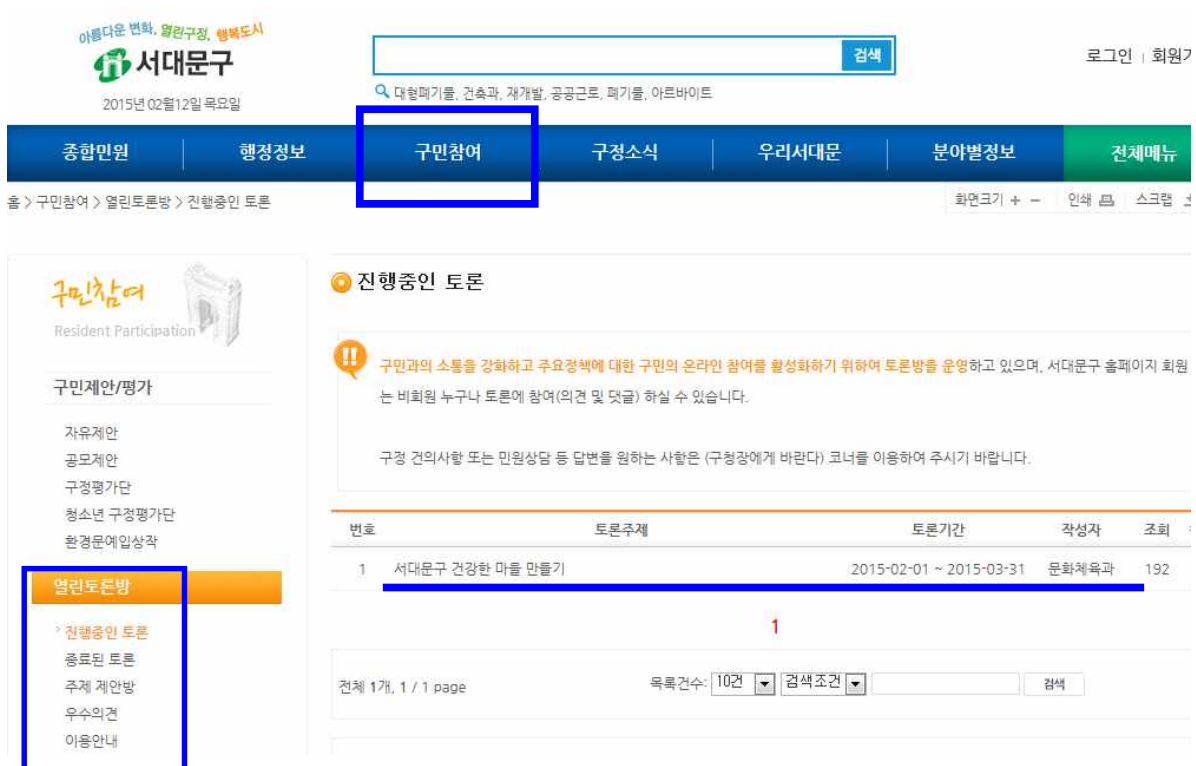 아름다운 변화, 열린구정, 행복도시
서대문구
2015년 02월12일 목요일
검색
로그인 | 회원가
대형폐기물, 건축과, 재개발, 공공근로, 폐기물, 아르바이트
종합민원 행정정보 구민참여 구정소식 우리서대문 분야별정보 전체메뉴
홈 > 구민참여 > 열린토론방 > 진행중인 토론
화면크기 + - 인쇄 스크랩
구민참여
Resident Participation
구민제안/평가
자유제안
공모제안
구정평가단
청소년 구정평가단
환경문예입상작
열린토론방
진행중인 토론
종료된 토론
주제 제안방
우수의견
이용안내
진행중인 토론
구민과의 소통을 강화하고 주요정책에 대한 구민의 온라인 참여를 활성화하기 위하여 토론방을 운영하고 있으며, 서대문구 홈페이지 회원
는 비회원 누구나 토론에 참여(의견 및 댓글) 하실 수 있습니다.
구정 건의사항 또는 민원상담 등 답변을 원하는 사항은 (구청장에게 바란다) 코너를 이용하여 주시기 바랍니다.
번호 토론주제 토론기간 작성자 조회
1 서대문구 건강한 마을 만들기 2015-02-01 ~ 2015-03-31 문화체육과 192
1
전체 1개, 1 / 1 page 목록건수: 10건 검색조건 검색